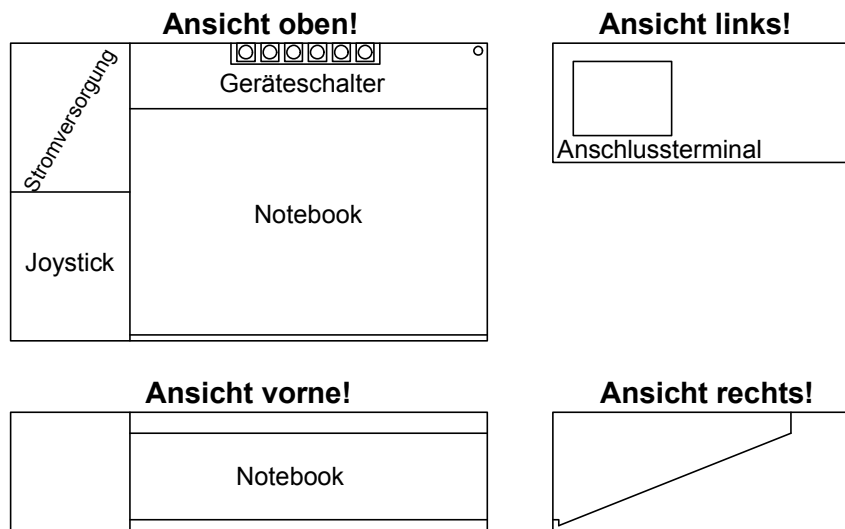 Ansicht oben!
Ansicht links!
Stromversorgung
Geräteschalter
Anschlussterminal
Notebook
Joystick
Ansicht vorne!
Ansicht rechts!
Notebook